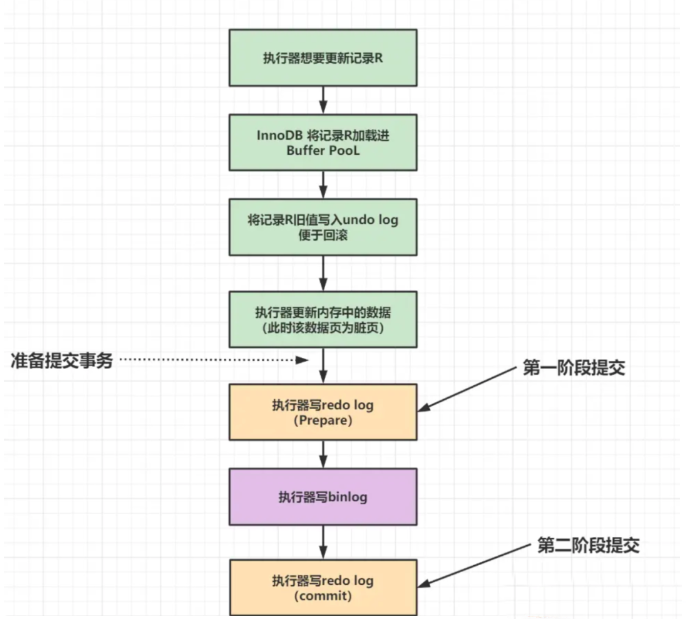 执行器想要更新记录R
InnoDB 将记录R加载进
Buffer PooL
将记录R旧值写入undo log
便于回滚
执行器更新内存中的数据
（此时该数据页为脏页）
准备提交事务
第一阶段提交
执行器写redo log
（Prepare）
执行器写binlog
第二阶段提交
执行器写redo log
（commit）